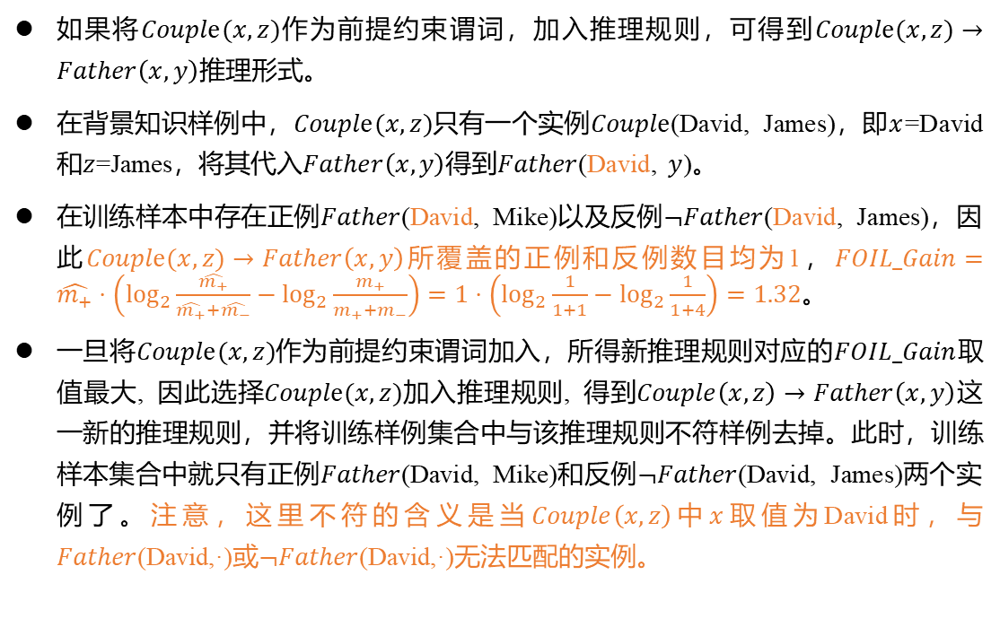 ● 如果将Couple(x, z)作为前提约束谓词，加入推理规则，可得到Couple(x, z) →
Father(x, y)推理形式。
● 在背景知识样例中，Couple(x, z)只有一个实例Couple(David, James)，即x=David
和z=James，将其代入Father(x, y)得到Father(David, y)。
● 在训练样本中存在正例Father(David, Mike)以及反例¬Father(David, James)，因
此Couple(x, z) → Father(x, y)所覆盖的正例和反例数目均为1，FOIL_Gain =
\widehat{m_+} · (log₂ \frac{\widehat{m_+}}{\widehat{m_+}+\widehat{m_-}} − log₂ \frac{m_+}{m_++m_-}) = 1 · (log₂ \frac{1}{1+1} − log₂ \frac{1}{1+4}) = 1.32。
● 一旦将Couple(x, z)作为前提约束谓词加入，所得新推理规则对应的FOIL_Gain取
值最大, 因此选择Couple(x, z)加入推理规则, 得到Couple(x, z) → Father(x, y)这
一新的推理规则，并将训练样例集合中与该推理规则不符样例去掉。此时，训练
样本集合中就只有正例Father(David, Mike)和反例¬Father(David, James)两个实
例了。注意，这里不符的含义是当Couple(x, z)中x取值为David时，与
Father(David,·)或¬Father(David,·)无法匹配的实例。